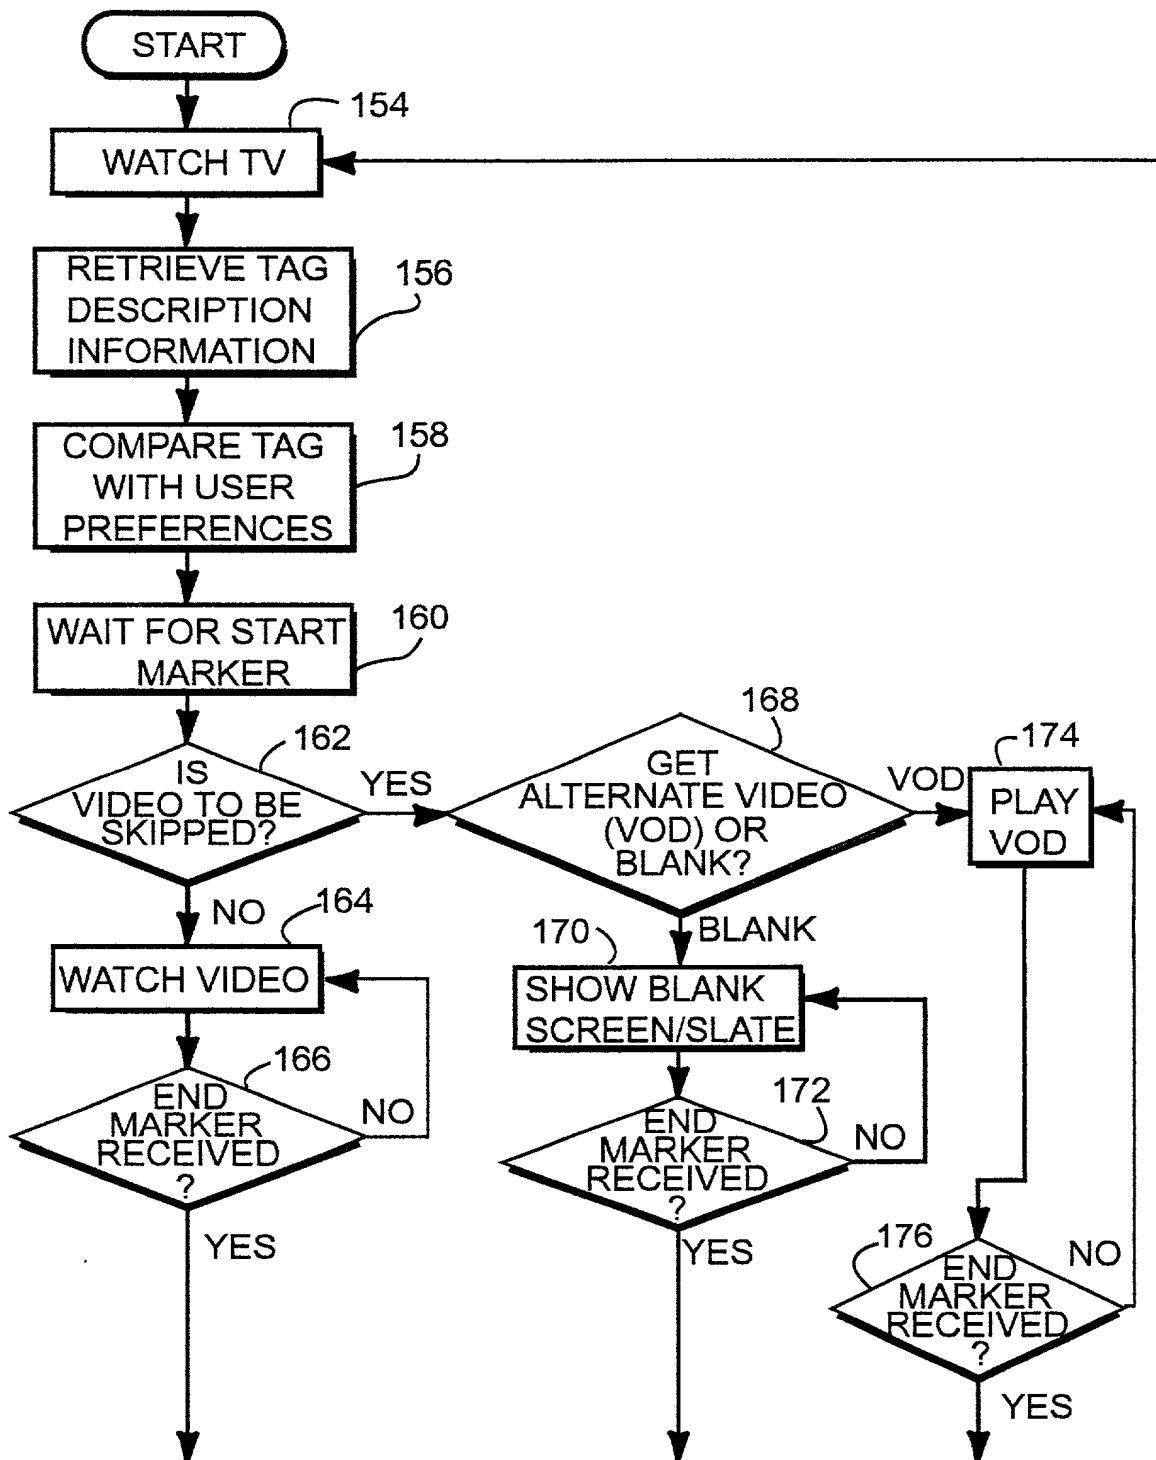 START
154
WATCH TV
RETRIEVE TAG
DESCRIPTION
INFORMATION
156
COMPARE TAG
WITH USER
PREFERENCES
158
WAIT FOR START
MARKER
160
IS
VIDEO TO BE
SKIPPED?
162
YES
GET
ALTERNATE VIDEO
(VOD) OR
BLANK?
168
VOD
PLAY
VOD
174
NO
WATCH VIDEO
164
BLANK
SHOW BLANK
SCREEN/SLATE
170
END
MARKER
RECEIVED
?
166
NO
YES
END
MARKER
RECEIVED
?
172
NO
YES
END
MARKER
RECEIVED
?
176
NO
YES